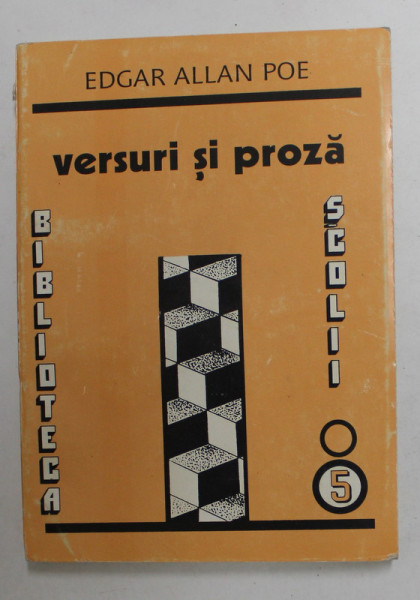 EDGAR ALLAN POE
versuri și proză
BIBLIOTECA
ȘCOLII
5